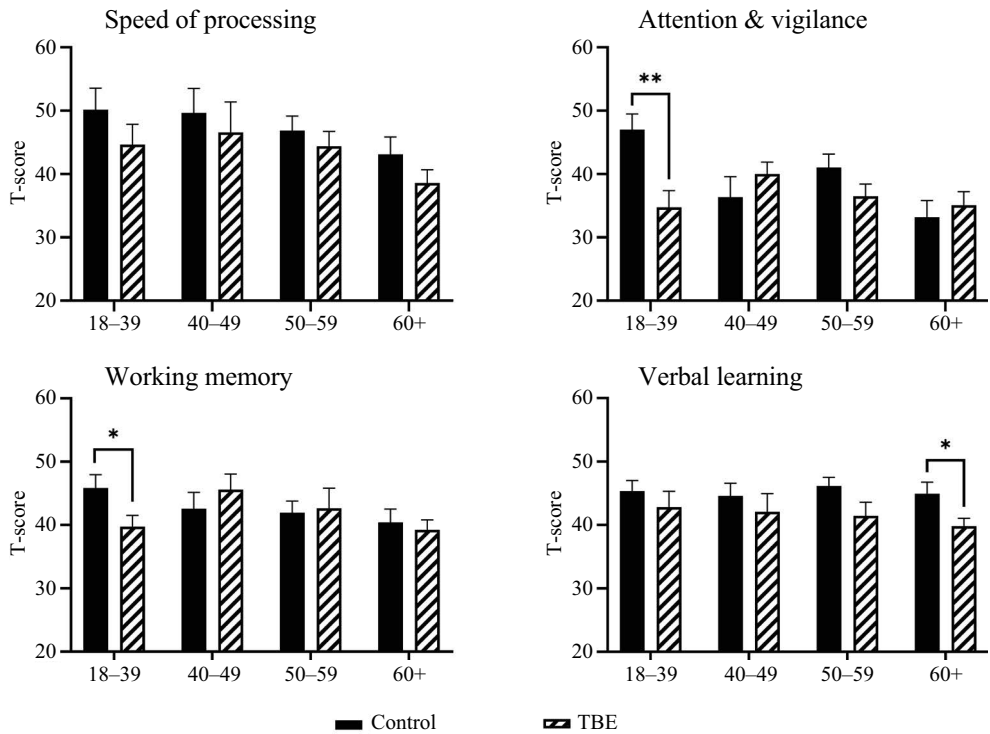 Speed of processing
60
50
40
30
20
T-score
18–39 40–49 50–59 60+
Attention & vigilance
60
50
40
30
20
T-score
**
18–39 40–49 50–59 60+
Working memory
60
50
40
30
20
T-score
*
18–39 40–49 50–59 60+
Verbal learning
60
50
40
30
20
T-score
*
18–39 40–49 50–59 60+
Control TBE